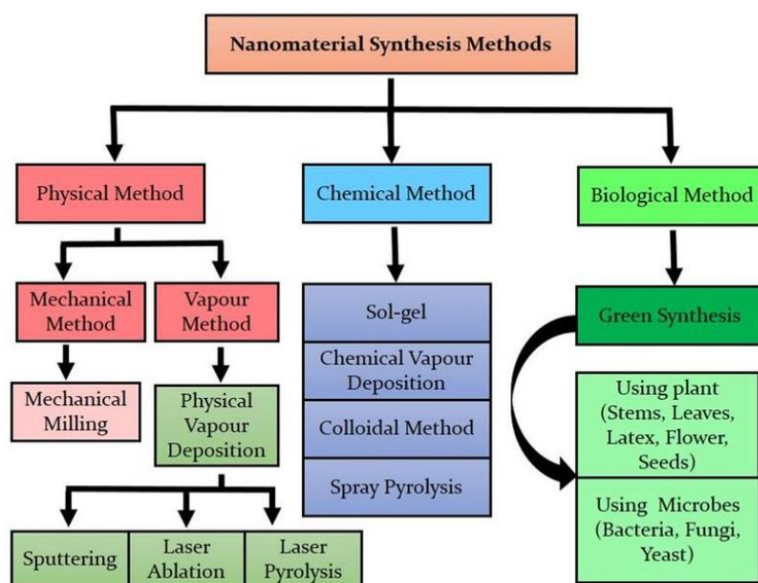 Nanomaterial Synthesis Methods
Physical Method
Chemical Method
Biological Method
Mechanical
Method
Vapour
Method
Mechanical
Milling
Physical
Vapour
Deposition
Sputtering
Laser
Ablation
Laser
Pyrolysis
Sol-gel
Chemical Vapour
Deposition
Colloidal Method
Spray Pyrolysis
Green Synthesis
Using plant
(Stems, Leaves,
Latex, Flower,
Seeds)
Using Microbes
(Bacteria, Fungi,
Yeast)